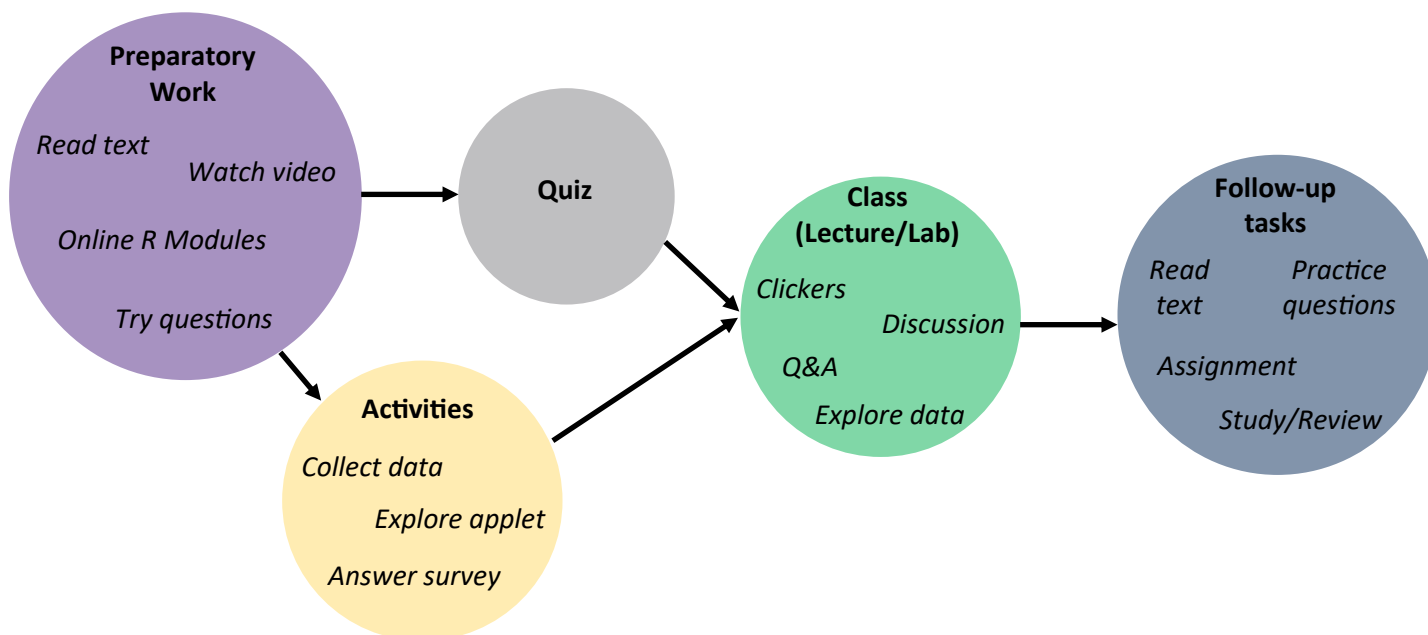 Preparatory
Work
Read text
Watch video
Online R Modules
Try questions
Quiz
Activities
Collect data
Explore applet
Answer survey
Class
(Lecture/Lab)
Clickers
Discussion
Q&A
Explore data
Follow-up
tasks
Read
text
Practice
questions
Assignment
Study/Review